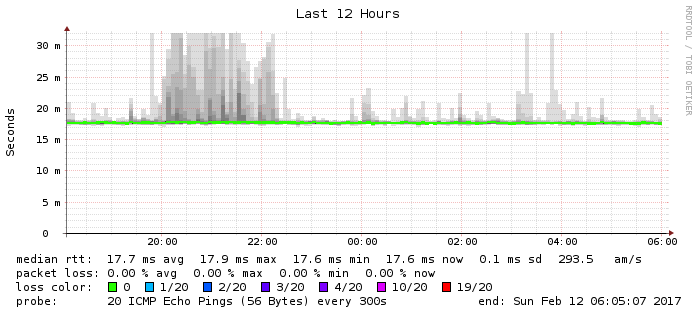 Last 12 Hours
RRDTOOL / TOBI OETIKER
Seconds
30 m
25 m
20 m
15 m
10 m
5 m
0
20:00 22:00 00:00 02:00 04:00 06:00
median rtt: 17.7 ms avg 17.9 ms max 17.6 ms min 17.6 ms now 0.1 ms sd 293.5 am/s
packet loss: 0.00 % avg 0.00 % max 0.00 % min 0.00 % now
loss color: 0 1/20 2/20 3/20 4/20 10/20 19/20
probe: 20 ICMP Echo Pings (56 Bytes) every 300s end: Sun Feb 12 06:05:07 2017